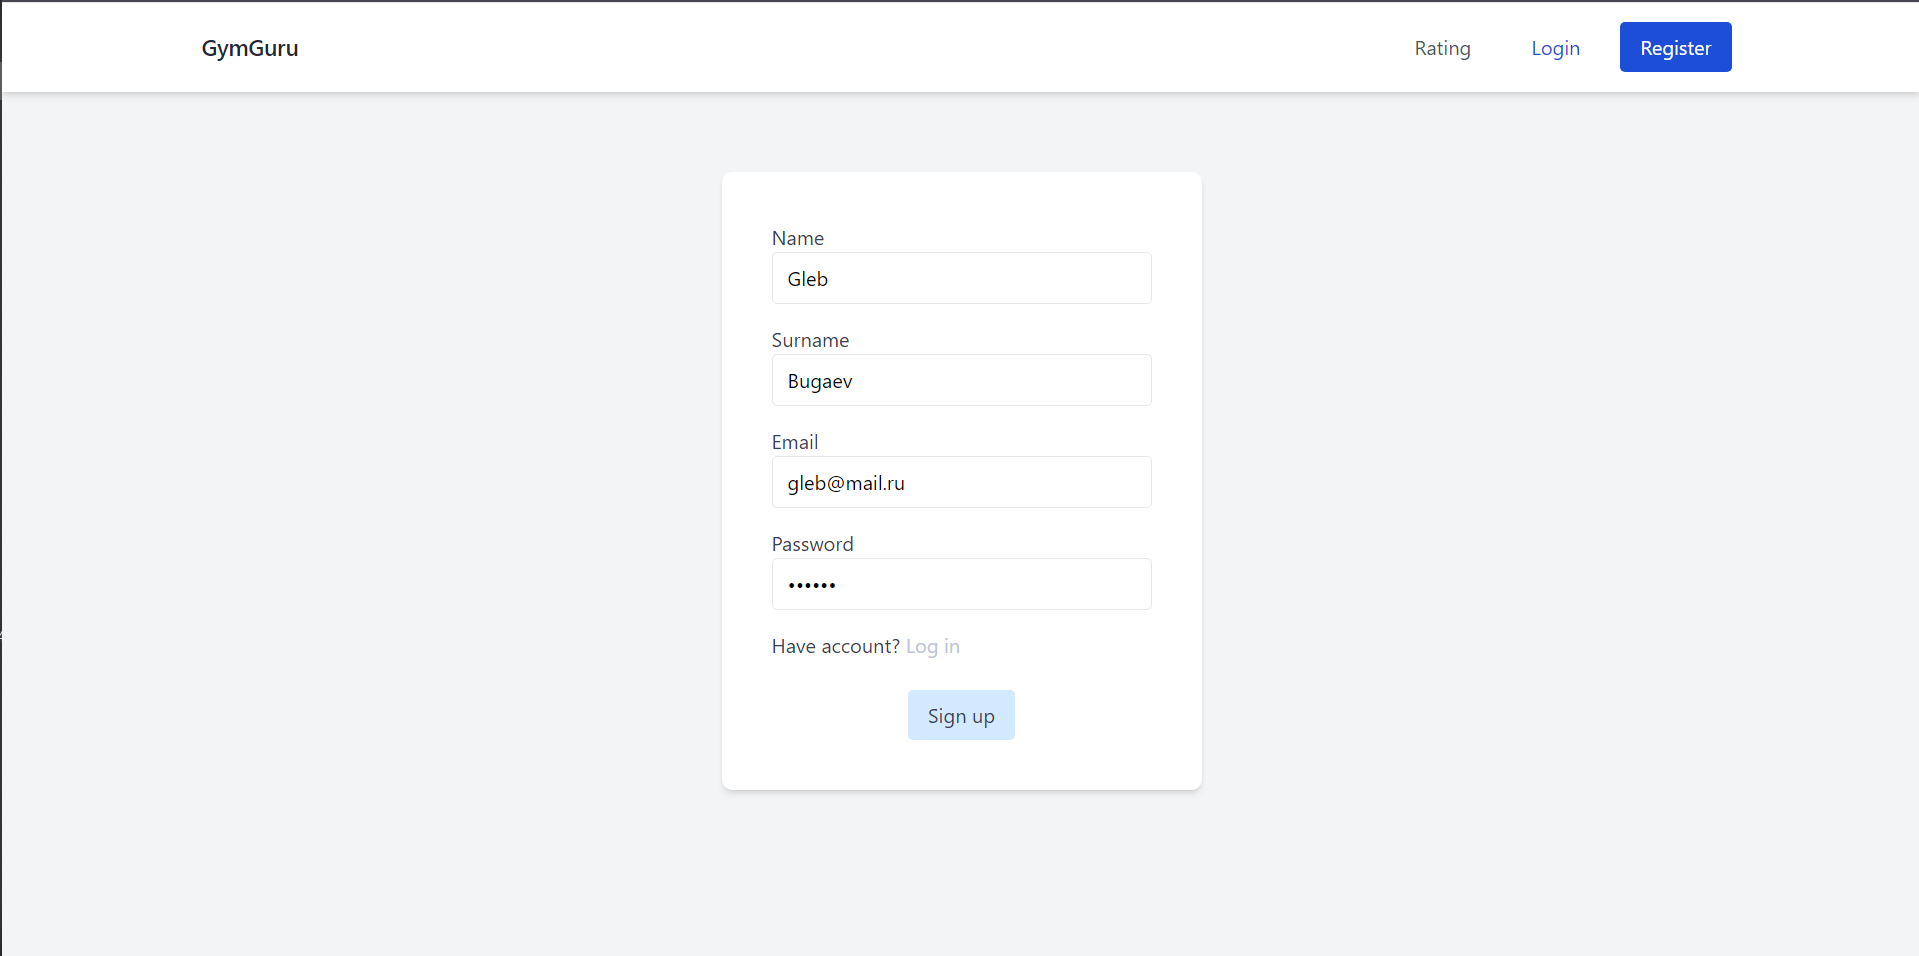 GymGuru Rating Login Register
Name
Gleb
Surname
Bugaev
Email
gleb@mail.ru
Password
••••••
Have account? Log in
Sign up